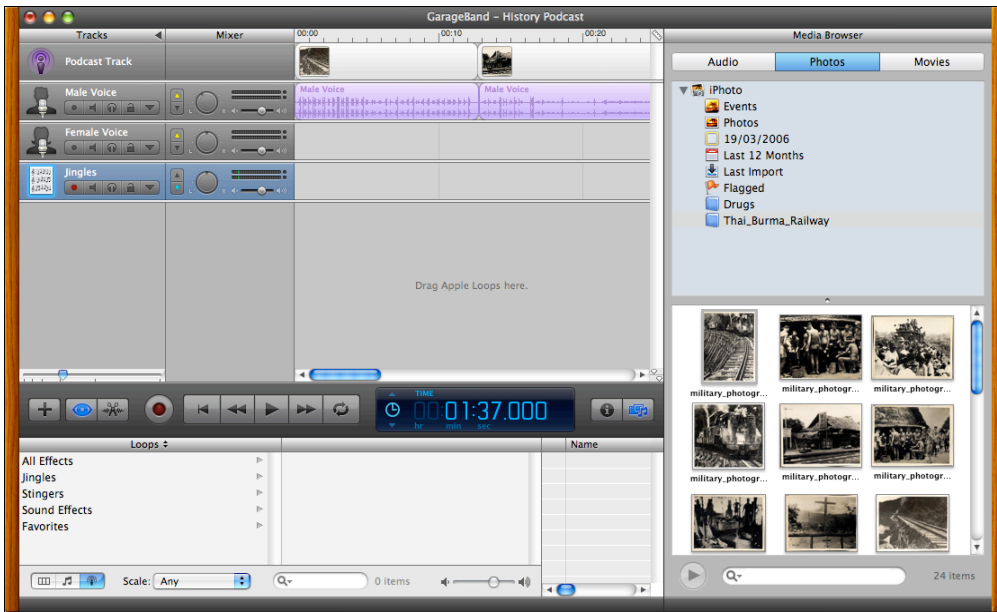 GarageBand – History Podcast
Tracks
Mixer
00:00
00:10
00:20
Media Browser
Podcast Track
Audio
Photos
Movies
Male Voice
Male Voice
Male Voice
Female Voice
Jingles
iPhoto
Events
Photos
19/03/2006
Last 12 Months
Last Import
Flagged
Drugs
Thai_Burma_Railway
Drag Apple Loops here.
military_photogr...
military_photogr...
military_photogr...
military_photogr...
military_photogr...
military_photogr...
TIME
01:37.000
hr min sec
Loops
Name
All Effects
Jingles
Stingers
Sound Effects
Favorites
Scale: Any
0 items
24 items